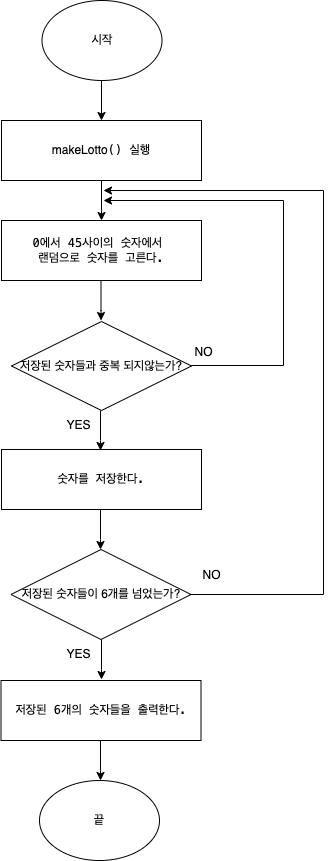 시작
makeLotto() 실행
0에서 45사이의 숫자에서
랜덤으로 숫자를 고른다.
저장된 숫자들과 중복 되지않는가?
NO
YES
숫자를 저장한다.
저장된 숫자들이 6개를 넘었는가?
NO
YES
저장된 6개의 숫자들을 출력한다.
끝